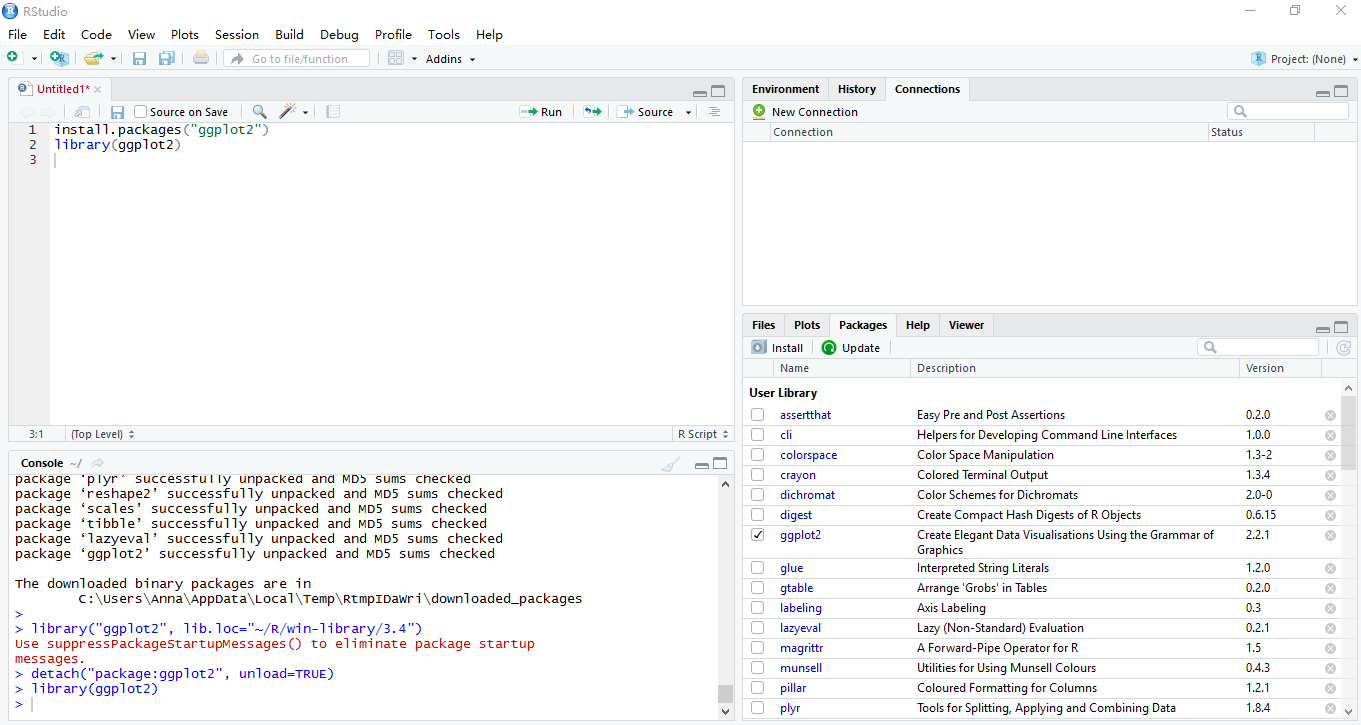 RStudio
File Edit Code View Plots Session Build Debug Profile Tools Help
Go to file/function Addins Project: (None)
Untitled1*
Source on Save Run Source
1 install.packages("ggplot2")
2 library(ggplot2)
3
3:1 (Top Level) R Script
Console ~/
package ‘plyr’ successfully unpacked and MD5 sums checked
package ‘reshape2’ successfully unpacked and MD5 sums checked
package ‘scales’ successfully unpacked and MD5 sums checked
package ‘tibble’ successfully unpacked and MD5 sums checked
package ‘lazyeval’ successfully unpacked and MD5 sums checked
package ‘ggplot2’ successfully unpacked and MD5 sums checked
The downloaded binary packages are in
C:\Users\Anna\AppData\Local\Temp\RtmpIDaWri\downloaded_packages
>
> library("ggplot2", lib.loc="~/R/win-library/3.4")
Use suppressPackageStartupMessages() to eliminate package startup
messages.
> detach("package:ggplot2", unload=TRUE)
> library(ggplot2)
>
Environment History Connections
New Connection
Connection Status
Files Plots Packages Help Viewer
Install Update
Name Description Version
User Library
assertthat Easy Pre and Post Assertions 0.2.0
cli Helpers for Developing Command Line Interfaces 1.0.0
colorspace Color Space Manipulation 1.3-2
crayon Colored Terminal Output 1.3.4
dichromat Color Schemes for Dichromats 2.0-0
digest Create Compact Hash Digests of R Objects 0.6.15
ggplot2 Create Elegant Data Visualisations Using the Grammar of 2.2.1
Graphics
glue Interpreted String Literals 1.2.0
gtable Arrange 'Grobs' in Tables 0.2.0
labeling Axis Labeling 0.3
lazyeval Lazy (Non-Standard) Evaluation 0.2.1
magrittr A Forward-Pipe Operator for R 1.5
munsell Utilities for Using Munsell Colours 0.4.3
pillar Coloured Formatting for Columns 1.2.1
plyr Tools for Splitting, Applying and Combining Data 1.8.4